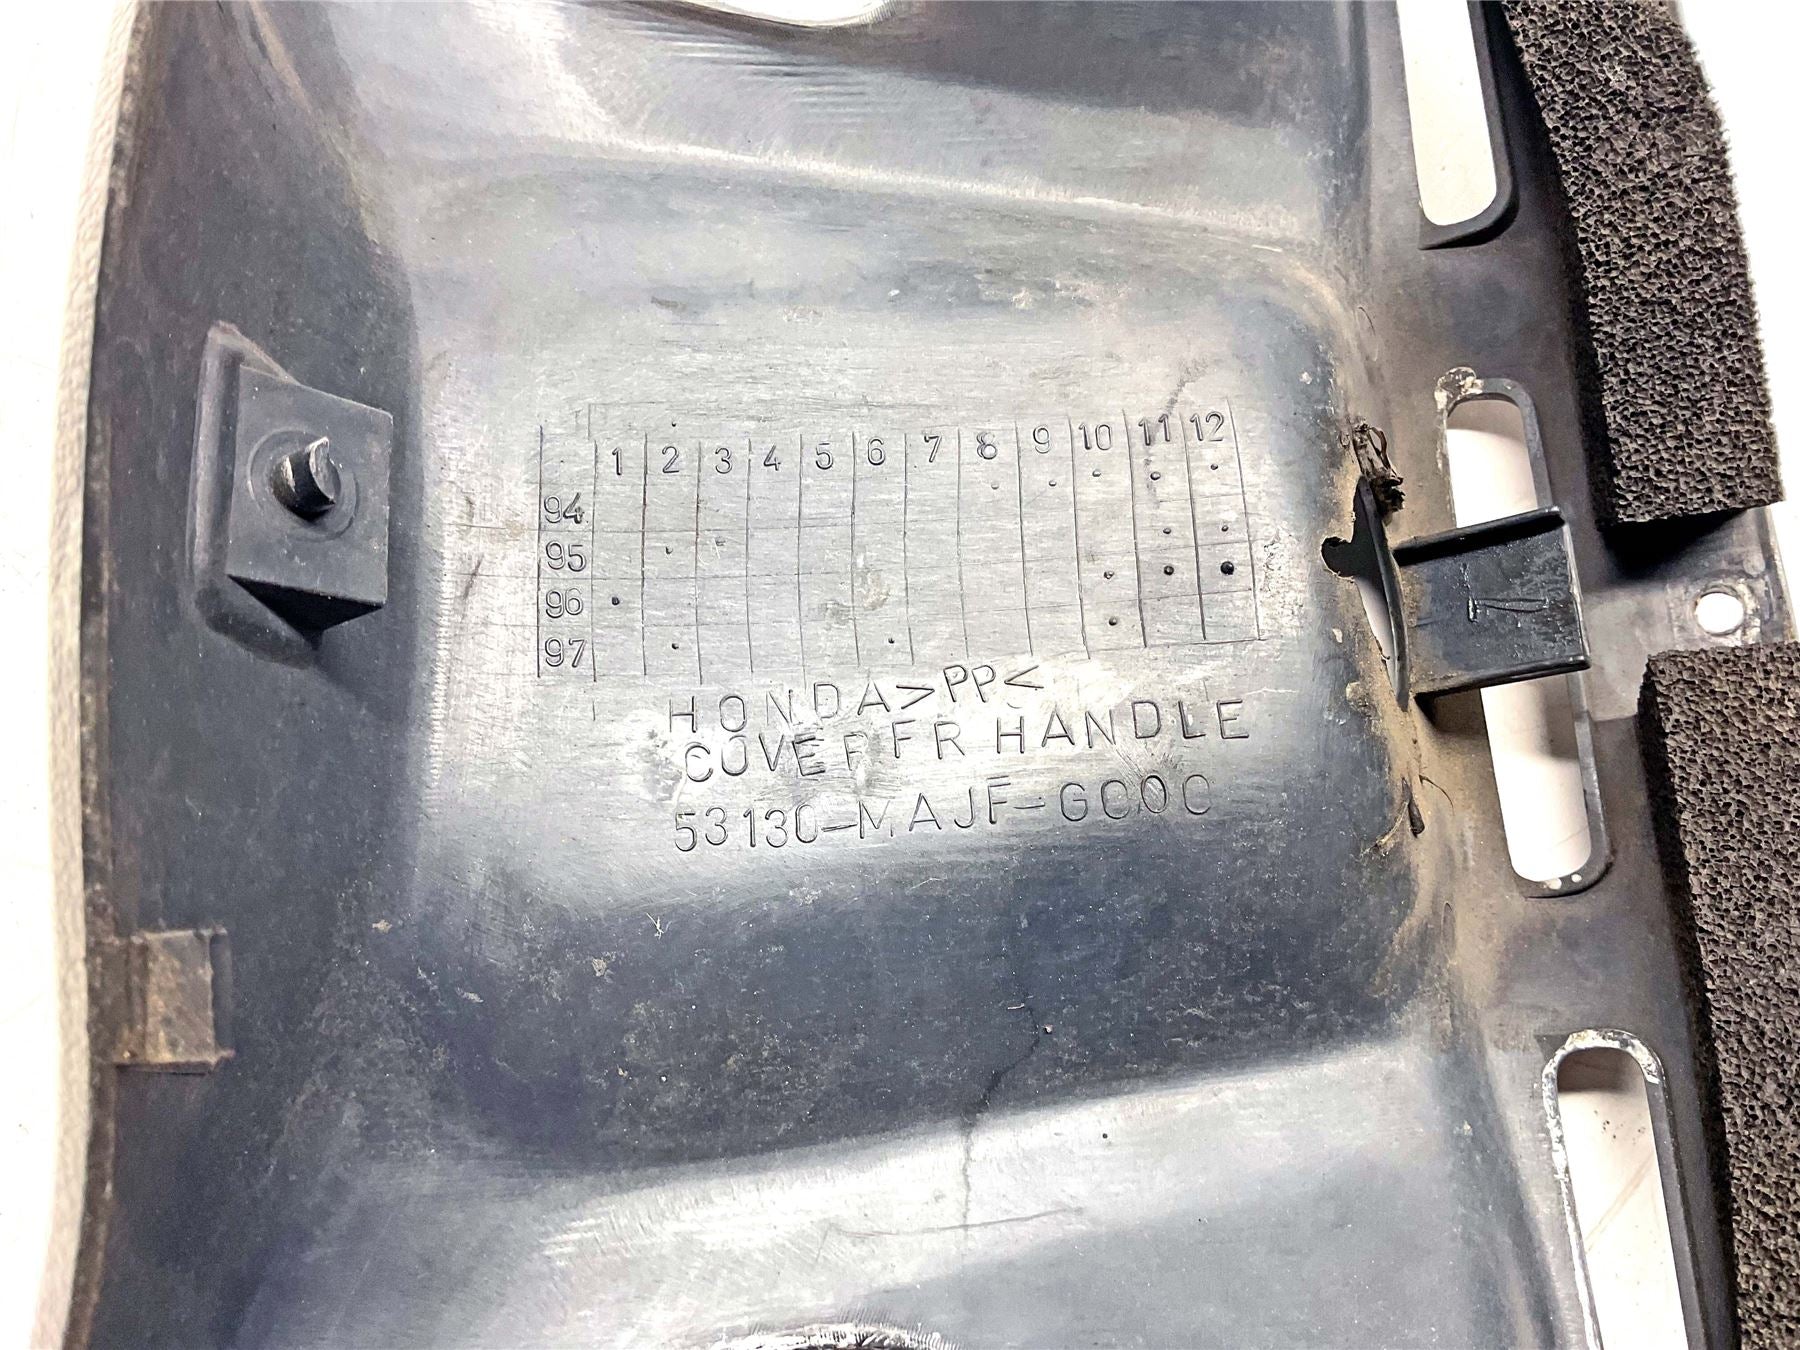 1 2 3 4 5 6 7 8 9 10 11 12
94
95
96
97
HONDA >PP<
COVER FR HANDLE
53130-MAJF-G000